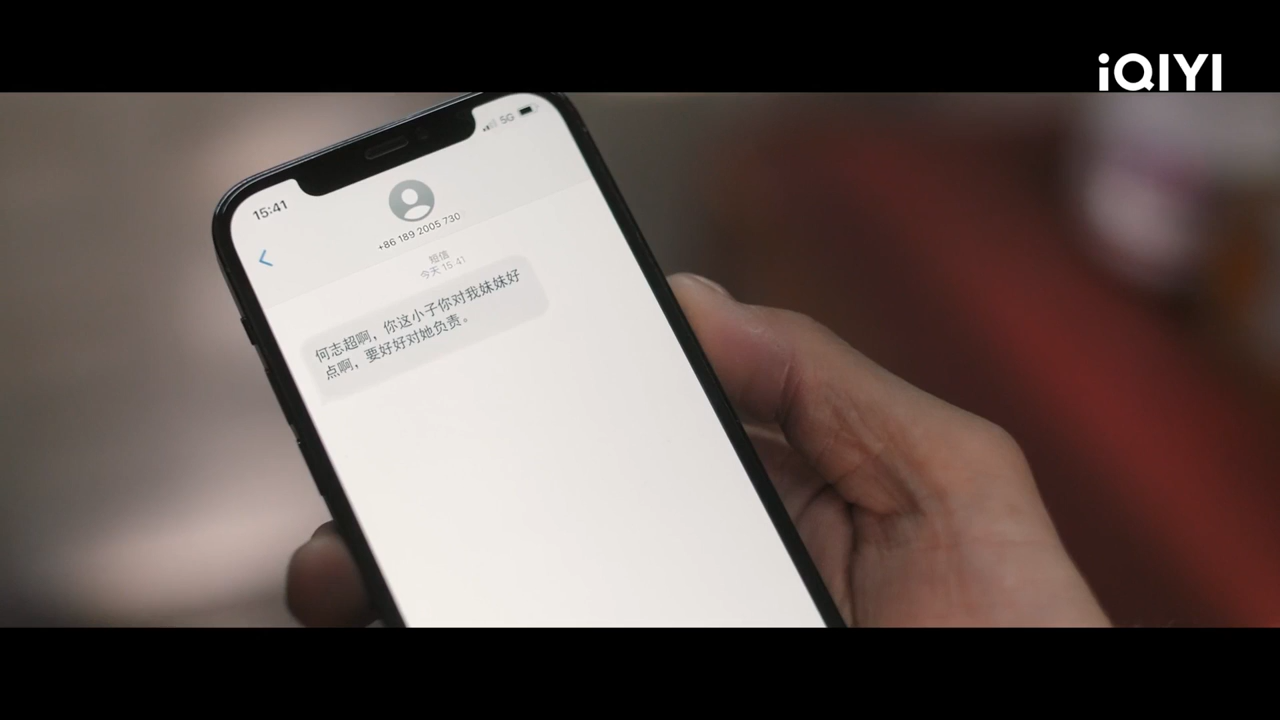 iQIYI
5G
15:41
+86 189 2005 730
短信
今天 15:41
何志超啊，你这小子你对我妹妹好
点啊，要好好对她负责。